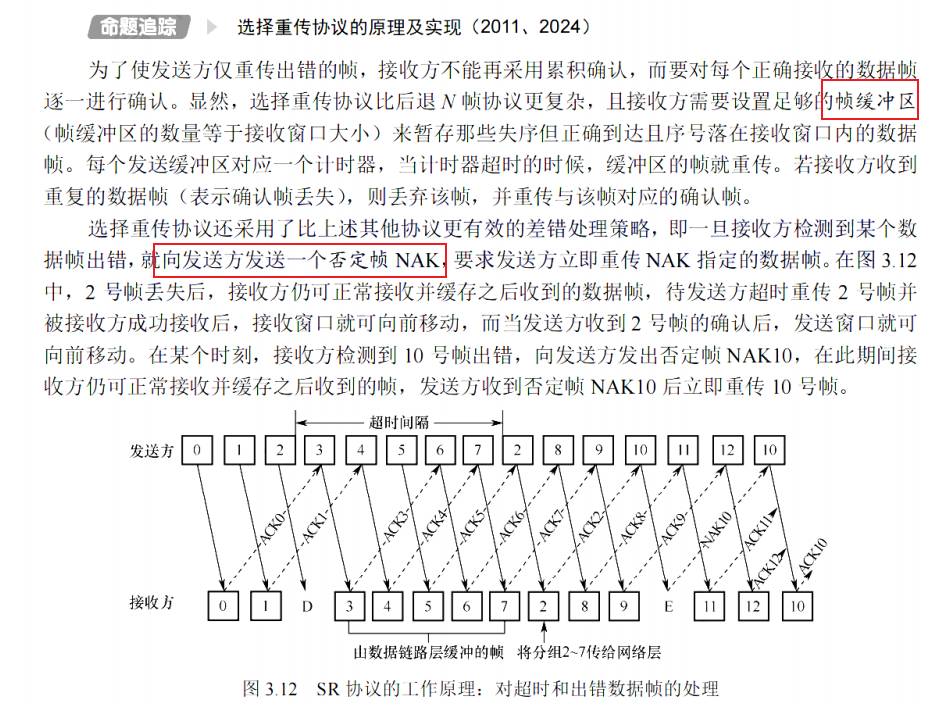 命题追踪 选择重传协议的原理及实现（2011、2024）
为了使发送方仅重传出错的帧，接收方不能再采用累积确认，而要对每个正确接收的数据帧
逐一进行确认。显然，选择重传协议比后退 N 帧协议更复杂，且接收方需要设置足够的帧缓冲区
（帧缓冲区的数量等于接收窗口大小）来暂存那些失序但正确到达且序号落在接收窗口内的数据
帧。每个发送缓冲区对应一个计时器，当计时器超时的时候，缓冲区的帧就重传。若接收方收到
重复的数据帧（表示确认帧丢失），则丢弃该帧，并重传与该帧对应的确认帧。
选择重传协议还采用了比上述其他协议更有效的差错处理策略，即一旦接收方检测到某个数
据帧出错，就向发送方发送一个否定帧 NAK，要求发送方立即重传 NAK 指定的数据帧。在图 3.12
中，2 号帧丢失后，接收方仍可正常接收并缓存之后收到的数据帧，待发送方超时重传 2 号帧并
被接收方成功接收后，接收窗口就可向前移动，而当发送方收到 2 号帧的确认后，发送窗口就可
向前移动。在某个时刻，接收方检测到 10 号帧出错，向发送方发出否定帧 NAK10，在此期间接
收方仍可正常接收并缓存之后收到的帧，发送方收到否定帧 NAK10 后立即重传 10 号帧。
超时间隔
发送方 0 1 2 3 4 5 6 7 2 8 9 10 11 12 10
ACK0 ACK1 ACK3 ACK4 ACK5 ACK6 ACK7 ACK2 ACK8 ACK9 NAK10 ACK11 ACK12 ACK10
接收方 0 1 D 3 4 5 6 7 2 8 9 E 11 12 10
由数据链路层缓冲的帧 将分组2~7传给网络层
图 3.12 SR 协议的工作原理：对超时和出错数据帧的处理